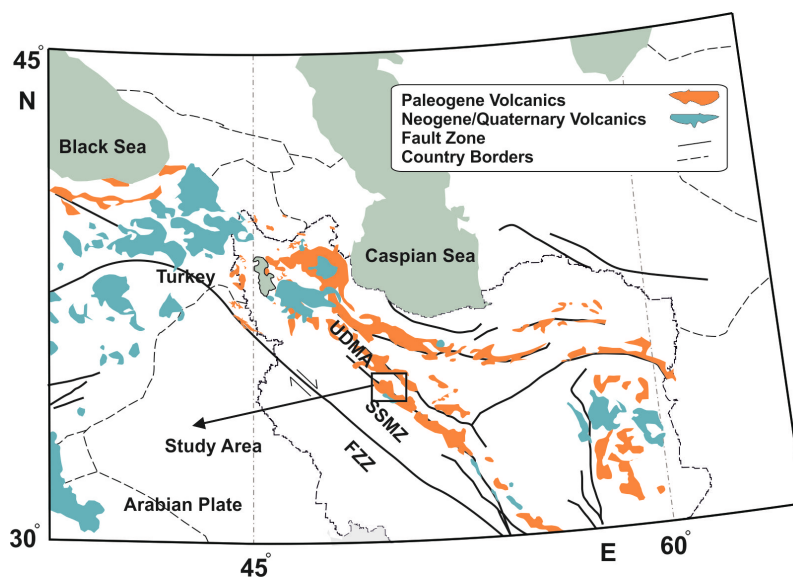 45°
N
Paleogene Volcanics
Neogene/Quaternary Volcanics
Fault Zone
Country Borders
Black Sea
Caspian Sea
Turkey
UDMA
SSMZ
Study Area
FZZ
Arabian Plate
30°
45°
E
60°